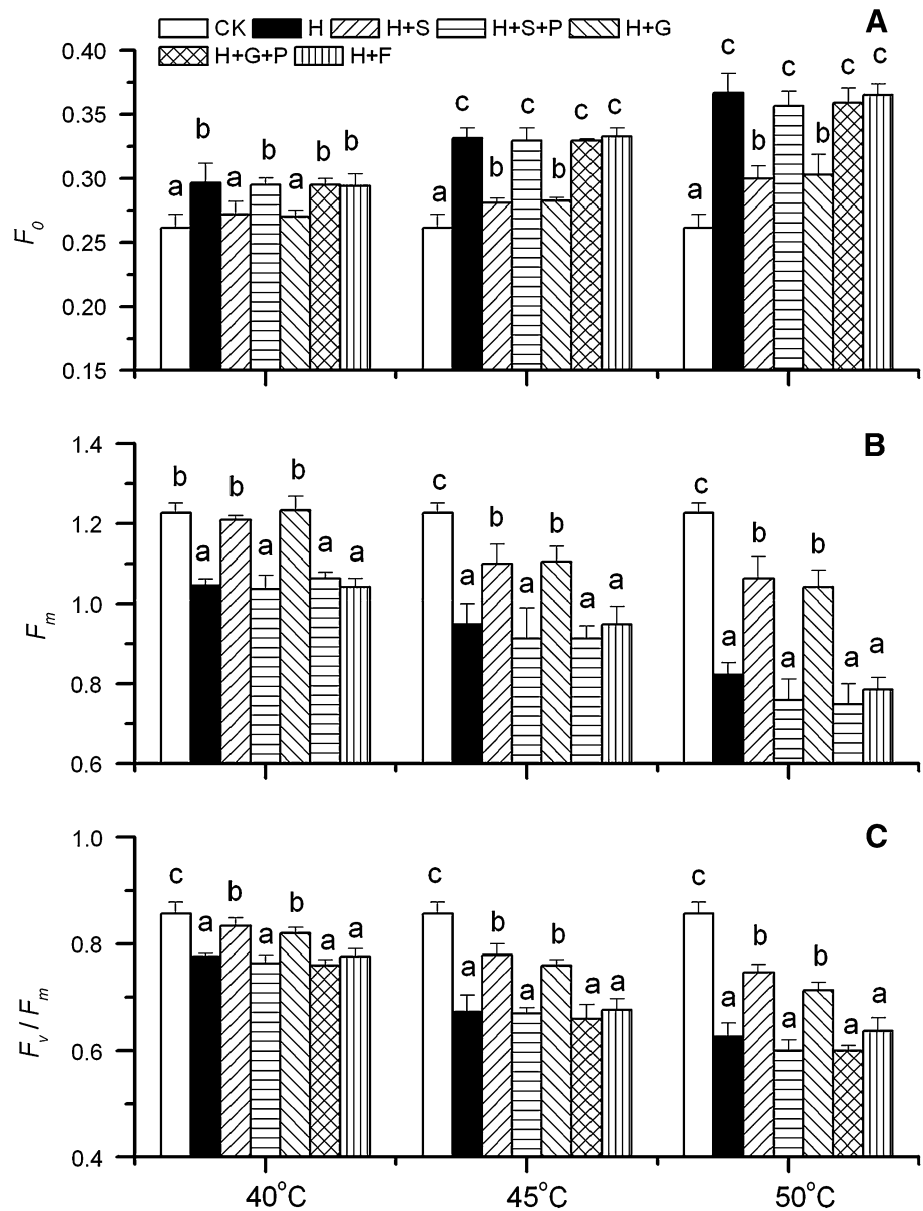 CK H H+S H+S+P H+G
H+G+P H+F
A
0.40
0.35
0.30
0.25
0.20
0.15
F0
a b a b a b b
a c b c b c c
a c b c b c c
B
1.4
1.2
1.0
0.8
0.6
Fm
b a b a b a a
c a b a b a a
c a b a b a a
C
1.0
0.8
0.6
0.4
Fv / Fm
c a b a b a a
c a b a b a a
c a b a b a a
40°C 45°C 50°C